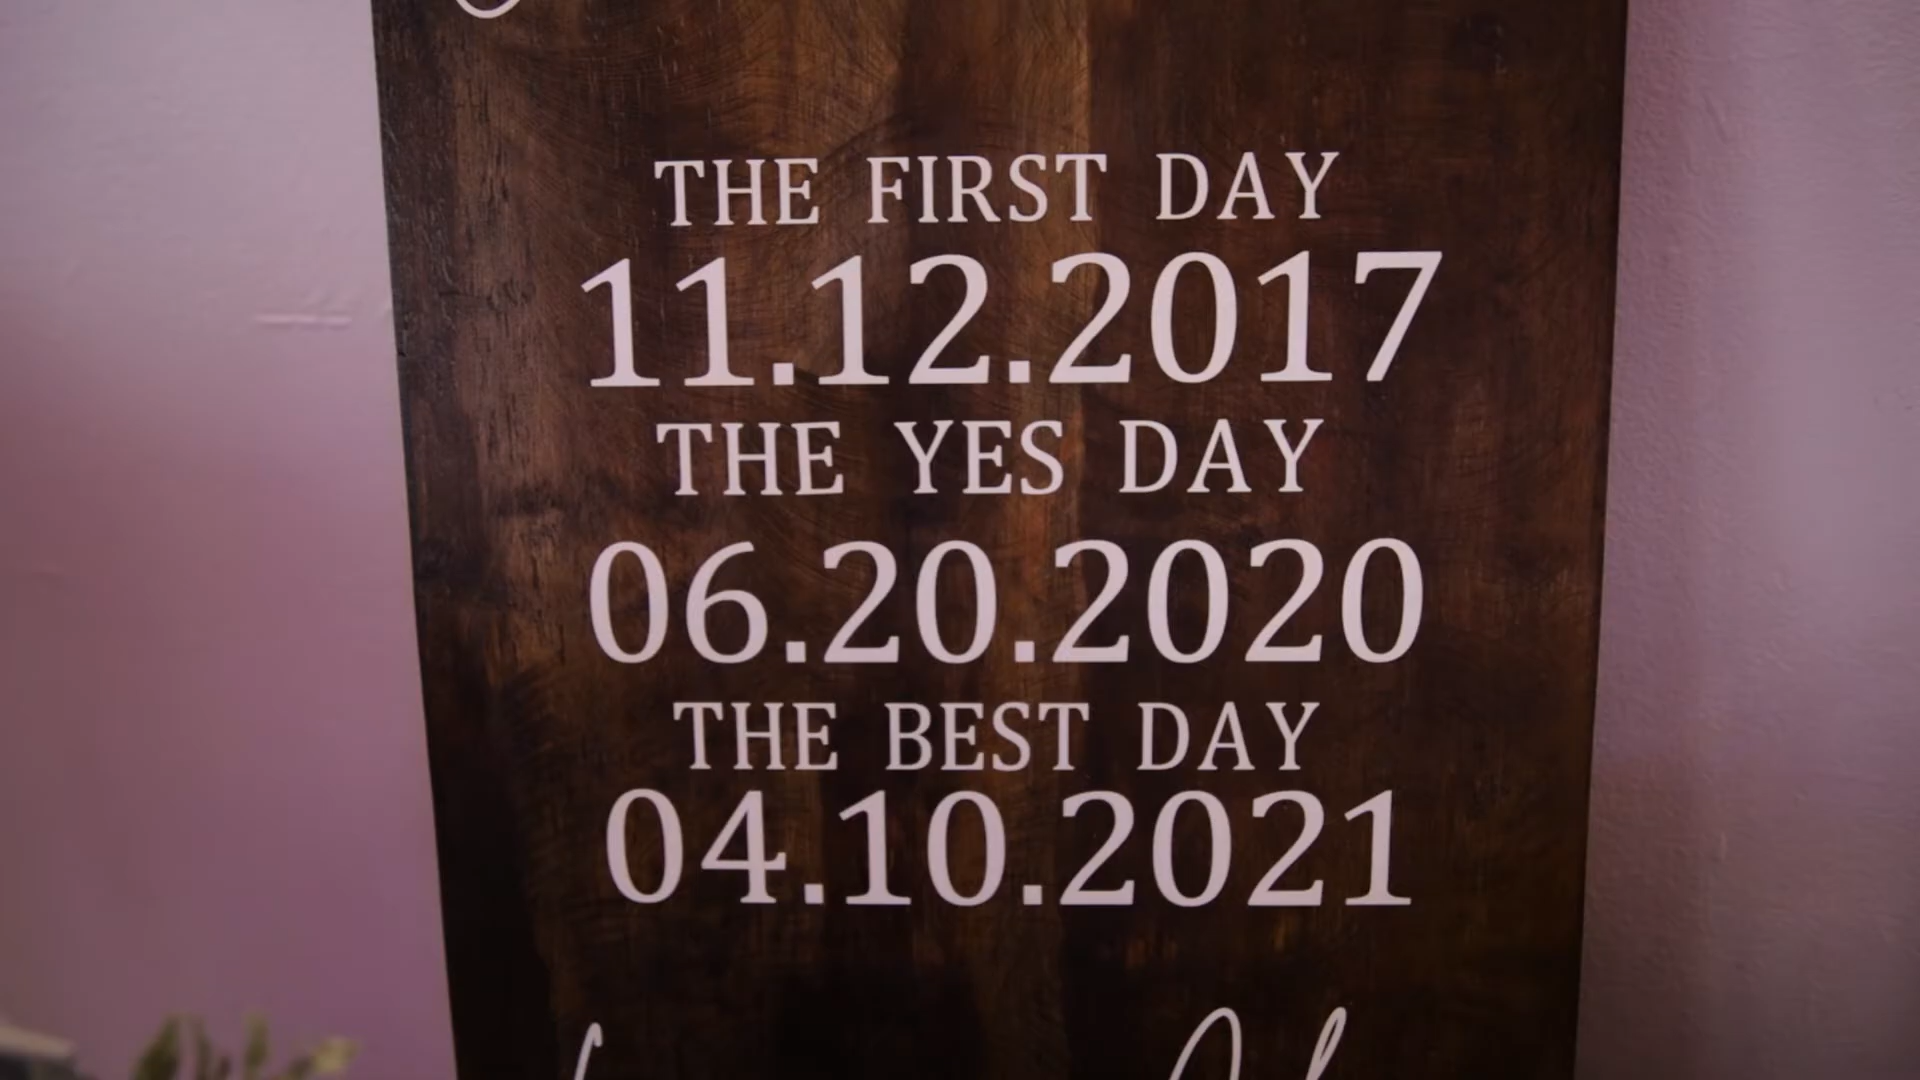 THE FIRST DAY
11.12.2017
THE YES DAY
06.20.2020
THE BEST DAY
04.10.2021